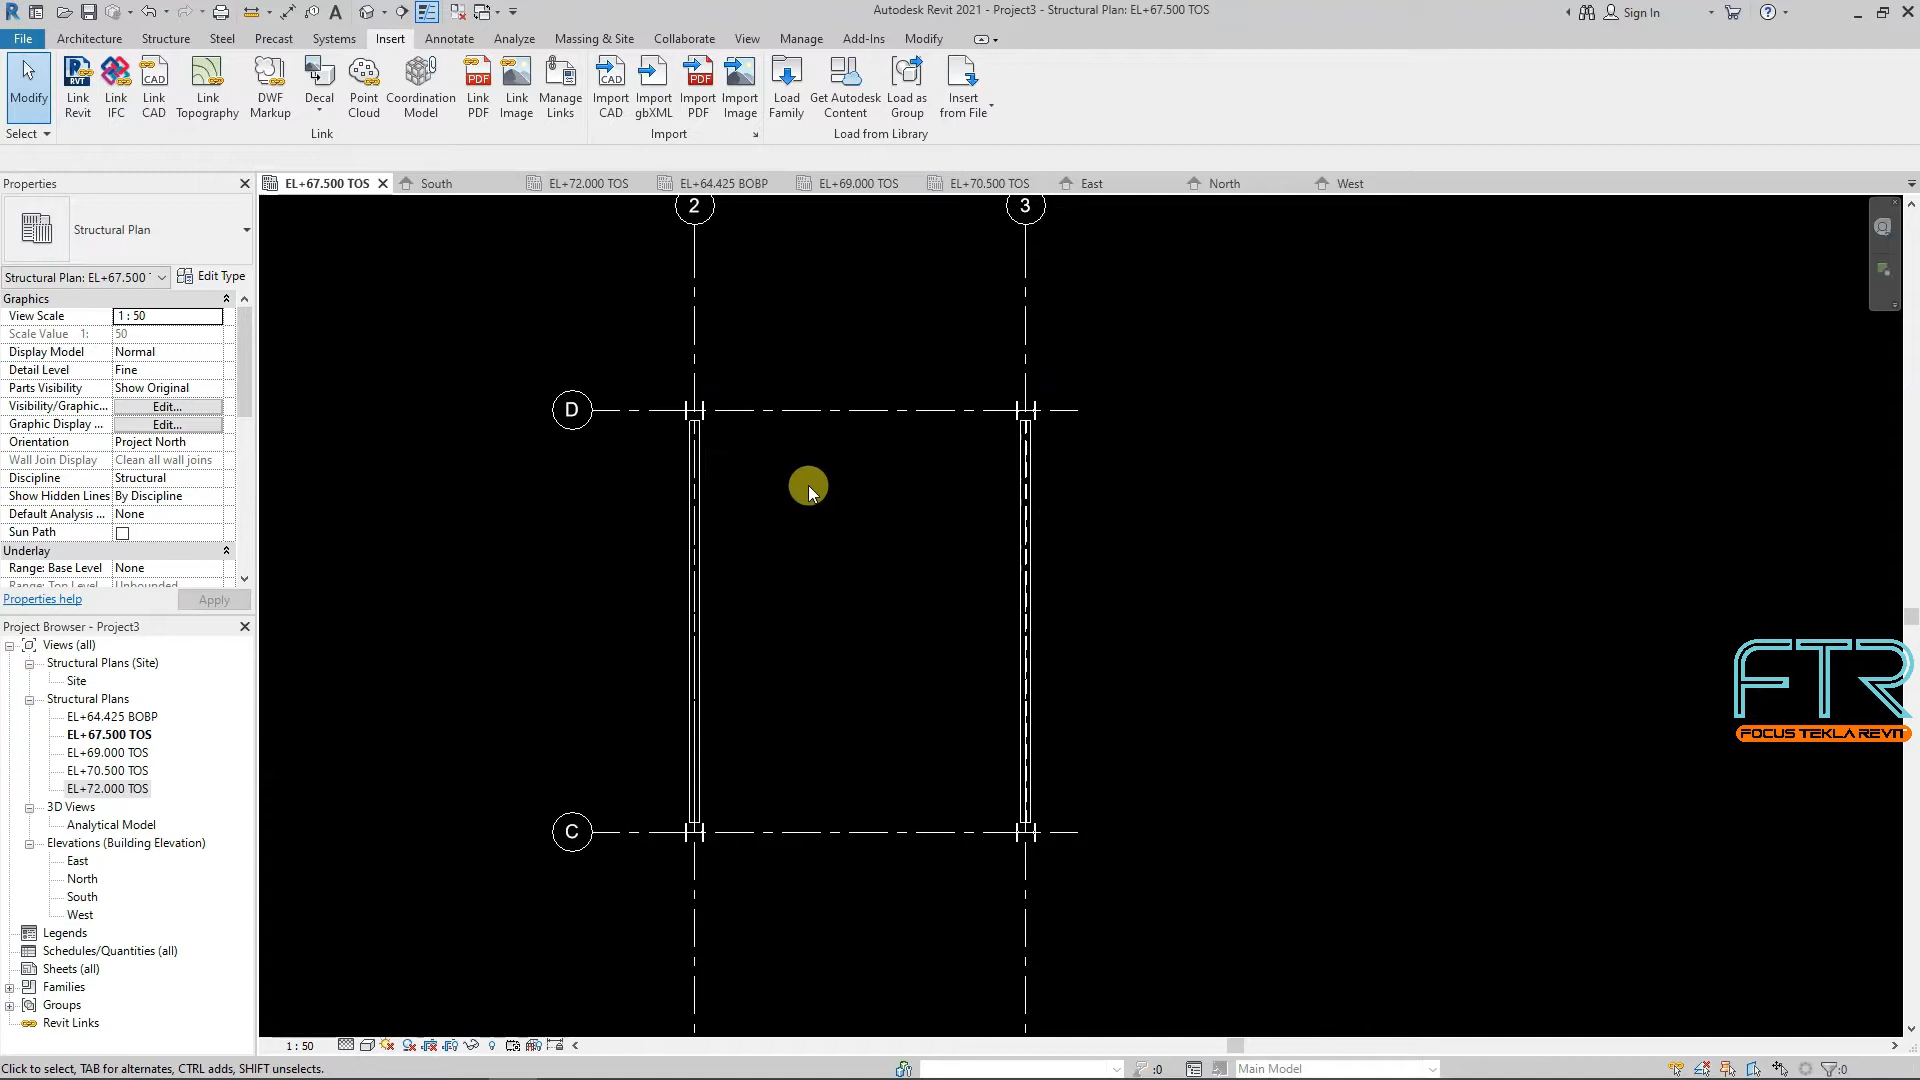 Autodesk Revit 2021 - Project3 - Structural Plan: EL+67.500 TOS
Sign In
File Architecture Structure Steel Precast Systems Insert Annotate Analyze Massing & Site Collaborate View Manage Add-Ins Modify
Modify
Link Revit
Link IFC
Link CAD
Link Topography
DWF Markup
Decal
Point Cloud
Coordination Model
Link PDF
Link Image
Manage Links
Import CAD
Import gbXML
Import PDF
Import Image
Load Family
Get Autodesk Content
Load as Group
Insert from File
Select Link Import Load from Library
Properties
EL+67.500 TOS South EL+72.000 TOS EL+64.425 BOBP EL+69.000 TOS EL+70.500 TOS East North West
Structural Plan
Structural Plan: EL+67.500 Edit Type
Graphics
View Scale 1 : 50
Scale Value 1: 50
Display Model Normal
Detail Level Fine
Parts Visibility Show Original
Visibility/Graphic... Edit...
Graphic Display ... Edit...
Orientation Project North
Wall Join Display Clean all wall joins
Discipline Structural
Show Hidden Lines By Discipline
Default Analysis ... None
Sun Path
Underlay
Range: Base Level None
Range: Top Level Unbounded
Properties help Apply
Project Browser - Project3
Views (all)
Structural Plans (Site)
Site
Structural Plans
EL+64.425 BOBP
EL+67.500 TOS
EL+69.000 TOS
EL+70.500 TOS
EL+72.000 TOS
3D Views
Analytical Model
Elevations (Building Elevation)
East
North
South
West
Legends
Schedules/Quantities (all)
Sheets (all)
Families
Groups
Revit Links
2 3
D
C
FTR
FOCUS TEKLA REVIT
1 : 50
Click to select, TAB for alternates, CTRL adds, SHIFT unselects.
:0
Main Model
:0